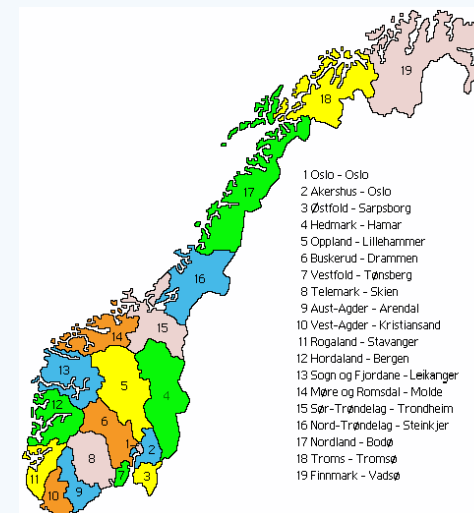 19
18
17
16
15
14
13
12
5
4
6
1
2
8
7
3
11
10
9
1 Oslo - Oslo
2 Akershus - Oslo
3 Østfold - Sarpsborg
4 Hedmark - Hamar
5 Oppland - Lillehammer
6 Buskerud - Drammen
7 Vestfold - Tønsberg
8 Telemark - Skien
9 Aust-Agder - Arendal
10 Vest-Agder - Kristiansand
11 Rogaland - Stavanger
12 Hordaland - Bergen
13 Sogn og Fjordane - Leikanger
14 Møre og Romsdal - Molde
15 Sør-Trøndelag - Trondheim
16 Nord-Trøndelag - Steinkjer
17 Nordland - Bodø
18 Troms - Tromsø
19 Finnmark - Vadsø